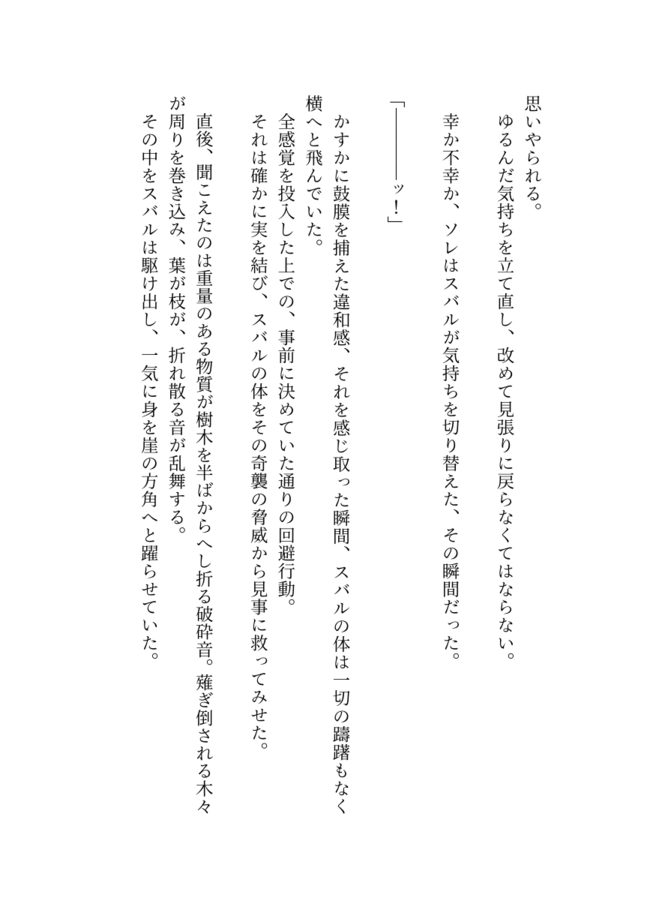 思いやられる。
　ゆるんだ気持ちを立て直し、改めて見張りに戻らなくてはならない。
　幸か不幸か、ソレはスバルが気持ちを切り替えた、その瞬間だった。
「――――ッ！」
　かすかに鼓膜を捕えた違和感、それを感じ取った瞬間、スバルの体は一切の躊躇もなく
横へと飛んでいた。
　全感覚を投入した上での、事前に決めていた通りの回避行動。
　それは確かに実を結び、スバルの体をその奇襲の脅威から見事に救ってみせた。
　直後、聞こえたのは重量のある物質が樹木を半ばからへし折る破砕音。薙ぎ倒される木々
が周りを巻き込み、葉が枝が、折れ散る音が乱舞する。
　その中をスバルは駆け出し、一気に身を崖の方角へと躍らせていた。